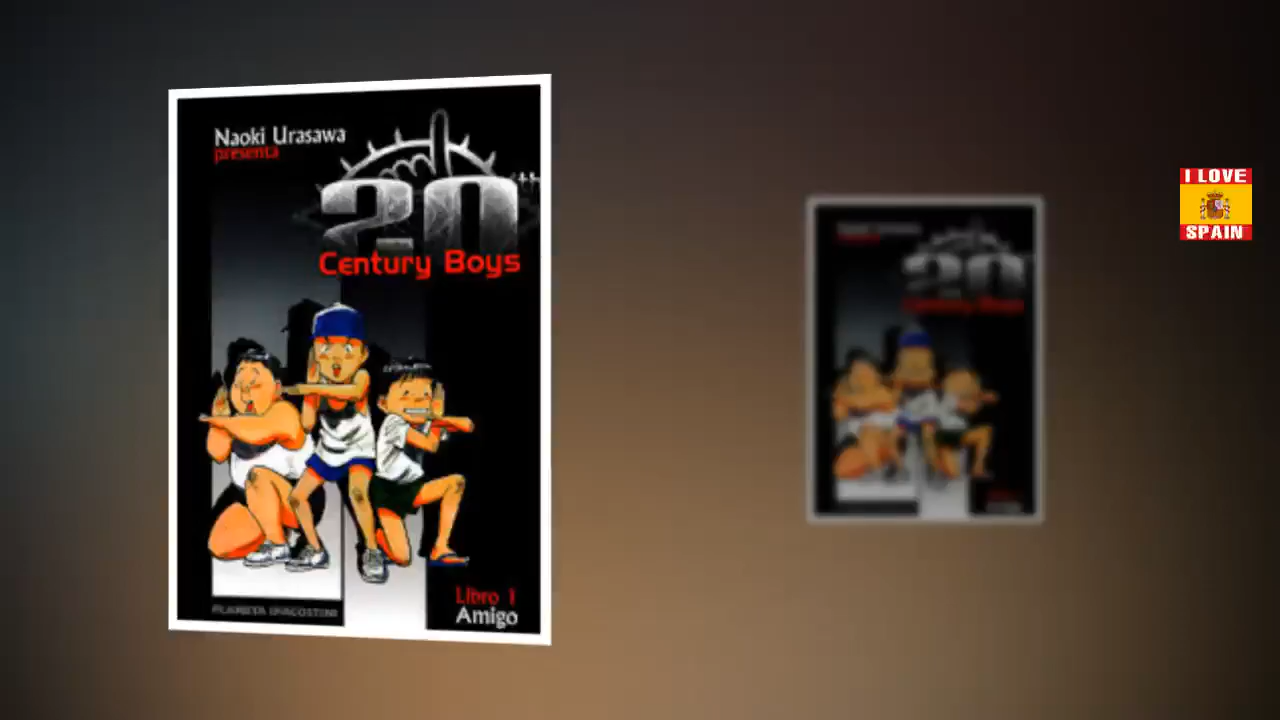 Naoki Urasawa
presenta
20th
Century Boys
Libro 1
Amigo
PLANETA DEAGOSTINI
I LOVE
SPAIN